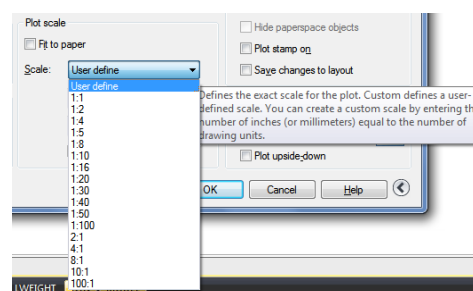 Plot scale
Fit to paper
Scale: User define
User define
1:1
1:2
1:4
1:5
1:8
1:10
1:16
1:20
1:30
1:40
1:50
1:100
2:1
4:1
8:1
10:1
100:1
Hide paperspace objects
Plot stamp on
Save changes to layout
Defines the exact scale for the plot. Custom defines a user-
defined scale. You can create a custom scale by entering th
number of inches (or millimeters) equal to the number of
drawing units.
Plot upside-down
OK Cancel Help
LWEIGHT